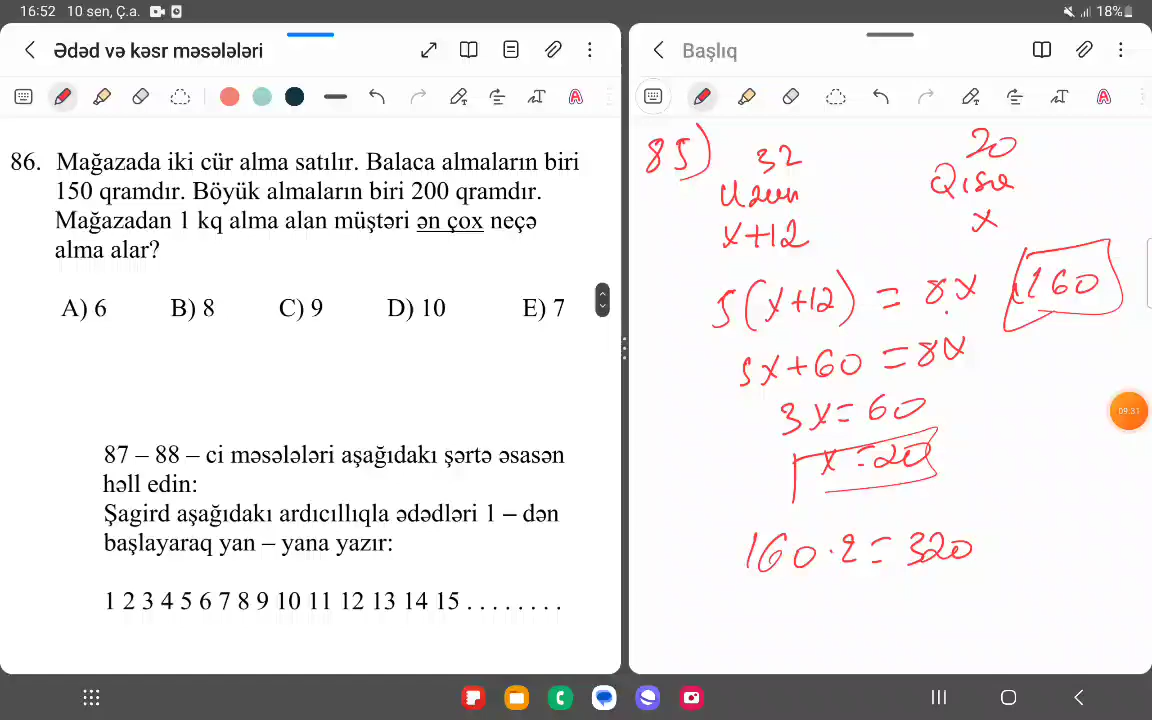 16:52 10 sen, Ç.a.
18%
Ədəd və kəsr məsələləri
Başlıq
86. Mağazada iki cür alma satılır. Balaca almaların biri
150 qramdır. Böyük almaların biri 200 qramdır.
Mağazadan 1 kq alma alan müştəri ən çox neçə
alma alar?
A) 6 B) 8 C) 9 D) 10 E) 7
87 – 88 – ci məsələləri aşağıdakı şərtə əsasən
həll edin:
Şagird aşağıdakı ardıcıllıqla ədədləri 1 – dən
başlayaraq yan – yana yazır:
1 2 3 4 5 6 7 8 9 10 11 12 13 14 15 . . . . . . . .
85) 32 20
Uzun Qısa
x+12 x
5(x+12) = 8x 160
5x+60 = 8x
3x = 60
x = 20
160·2 = 320
09:31